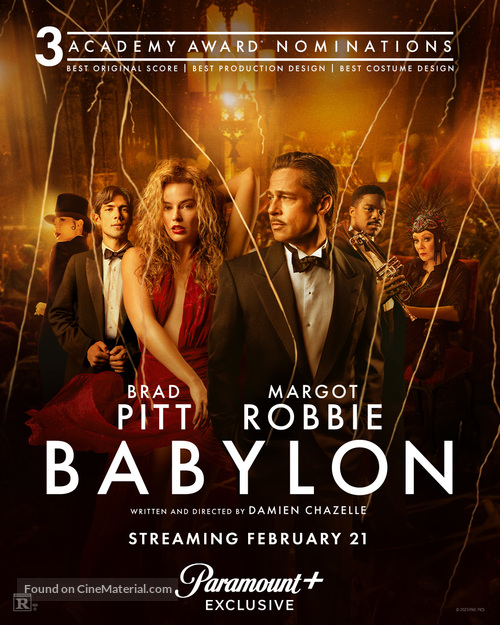 3 ACADEMY AWARD® NOMINATIONS
BEST ORIGINAL SCORE | BEST PRODUCTION DESIGN | BEST COSTUME DESIGN
BRAD MARGOT
PITT ROBBIE
BABYLON
WRITTEN AND DIRECTED BY DAMIEN CHAZELLE
STREAMING FEBRUARY 21
Found on CineMaterial.com
Paramount+
R
EXCLUSIVE